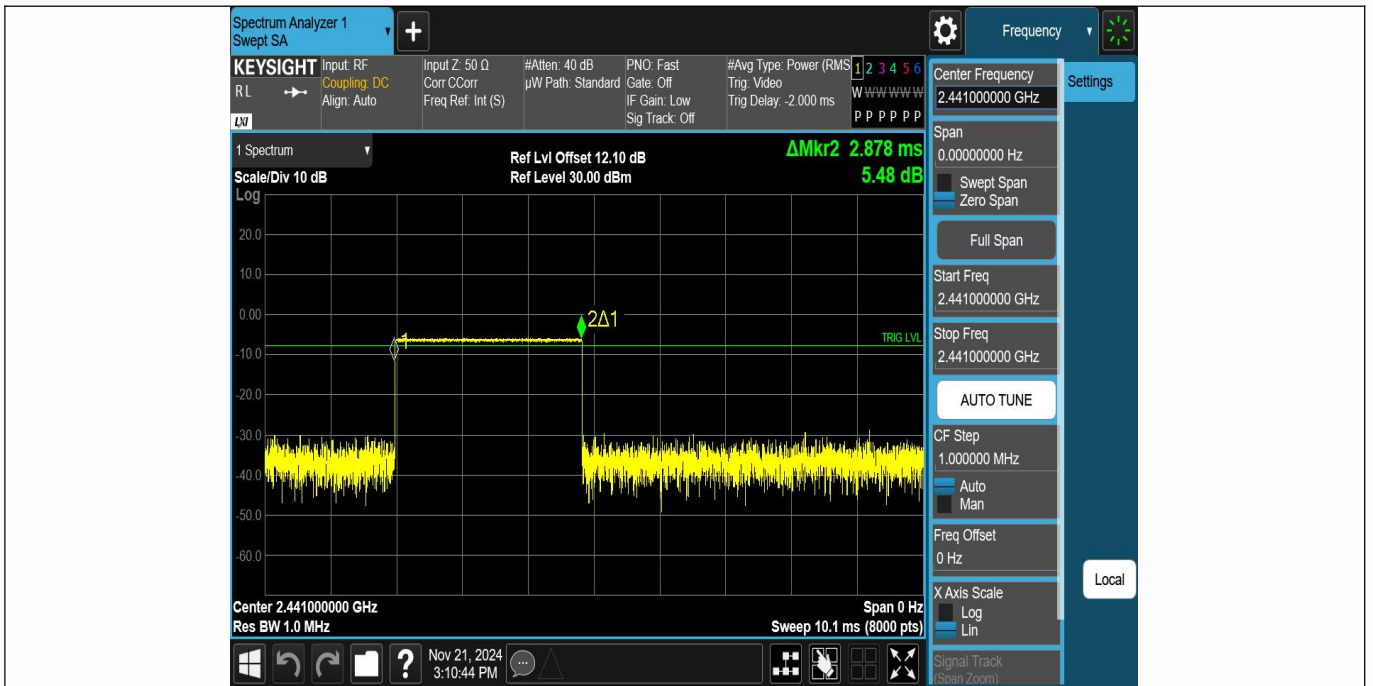 Spectrum Analyzer 1
Swept SA
+
Frequency
KEYSIGHT
RL
LXI
Input: RF
Coupling: DC
Align: Auto
Input Z: 50 Ω
Corr CCorr
Freq Ref: Int (S)
#Atten: 40 dB
µW Path: Standard
PNO: Fast
Gate: Off
IF Gain: Low
Sig Track: Off
#Avg Type: Power (RMS
Trig: Video
Trig Delay: -2.000 ms
1 2 3 4 5 6
W W W W W W
P P P P P P
1 Spectrum
Scale/Div 10 dB
Log
Ref Lvl Offset 12.10 dB
Ref Level 30.00 dBm
ΔMkr2 2.878 ms
5.48 dB
20.0
10.0
0.00
-10.0
-20.0
-30.0
-40.0
-50.0
-60.0
1
2Δ1
TRIG LVL
Center 2.441000000 GHz
Res BW 1.0 MHz
Span 0 Hz
Sweep 10.1 ms (8000 pts)
Center Frequency
2.441000000 GHz
Settings
Span
0.00000000 Hz
Swept Span
Zero Span
Full Span
Start Freq
2.441000000 GHz
Stop Freq
2.441000000 GHz
AUTO TUNE
CF Step
1.000000 MHz
Auto
Man
Freq Offset
0 Hz
X Axis Scale
Log
Lin
Signal Track
(Span Zoom)
Local
?
Nov 21, 2024
3:10:44 PM